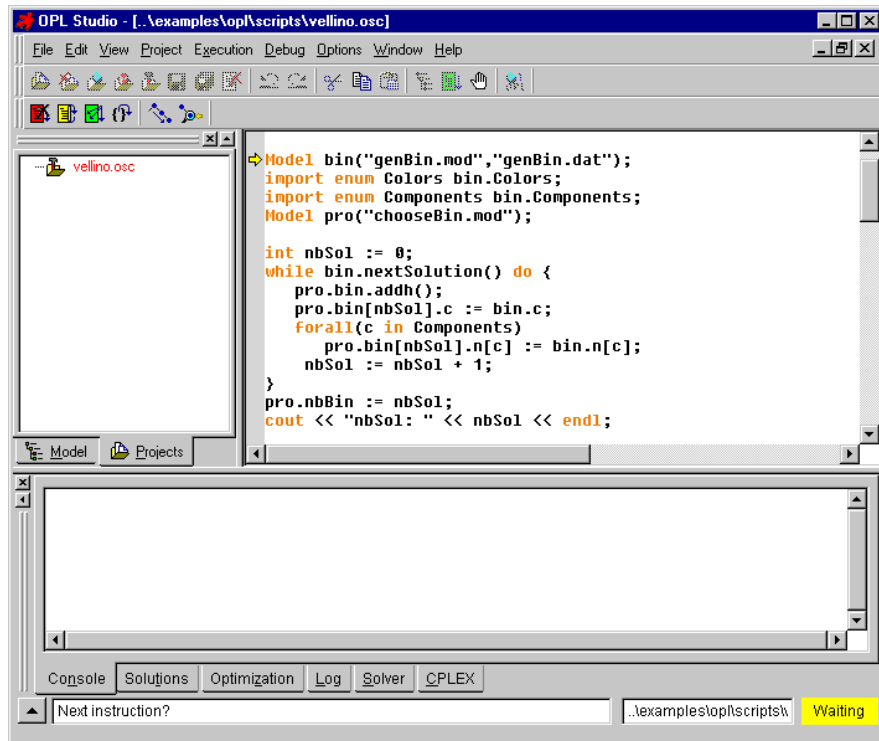 OPL Studio - [..\examples\opl\scripts\vellino.osc]
File Edit View Project Execution Debug Options Window Help
vellino.osc
Model Projects
Model bin("genBin.mod","genBin.dat");
import enum Colors bin.Colors;
import enum Components bin.Components;
Model pro("chooseBin.mod");
int nbSol := 0;
while bin.nextSolution() do {
pro.bin.addh();
pro.bin[nbSol].c := bin.c;
forall(c in Components)
pro.bin[nbSol].n[c] := bin.n[c];
nbSol := nbSol + 1;
}
pro.nbBin := nbSol;
cout << "nbSol: " << nbSol << endl;
Console Solutions Optimization Log Solver CPLEX
Next instruction? ..\examples\opl\scripts\ Waiting